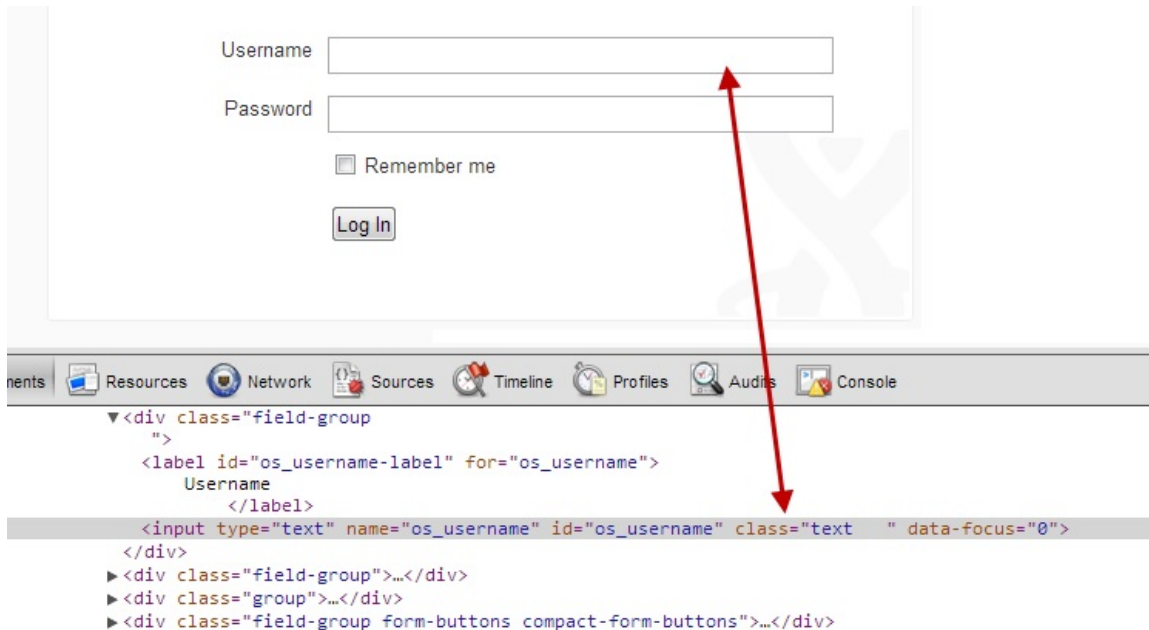 Username
Password
Remember me
Log In
ments Resources Network Sources Timeline Profiles Audits Console
▼<div class="field-group
">
<label id="os_username-label" for="os_username">
Username
</label>
<input type="text" name="os_username" id="os_username" class="text   " data-focus="0">
</div>
▶<div class="field-group">…</div>
▶<div class="group">…</div>
▶<div class="field-group form-buttons compact-form-buttons">…</div>